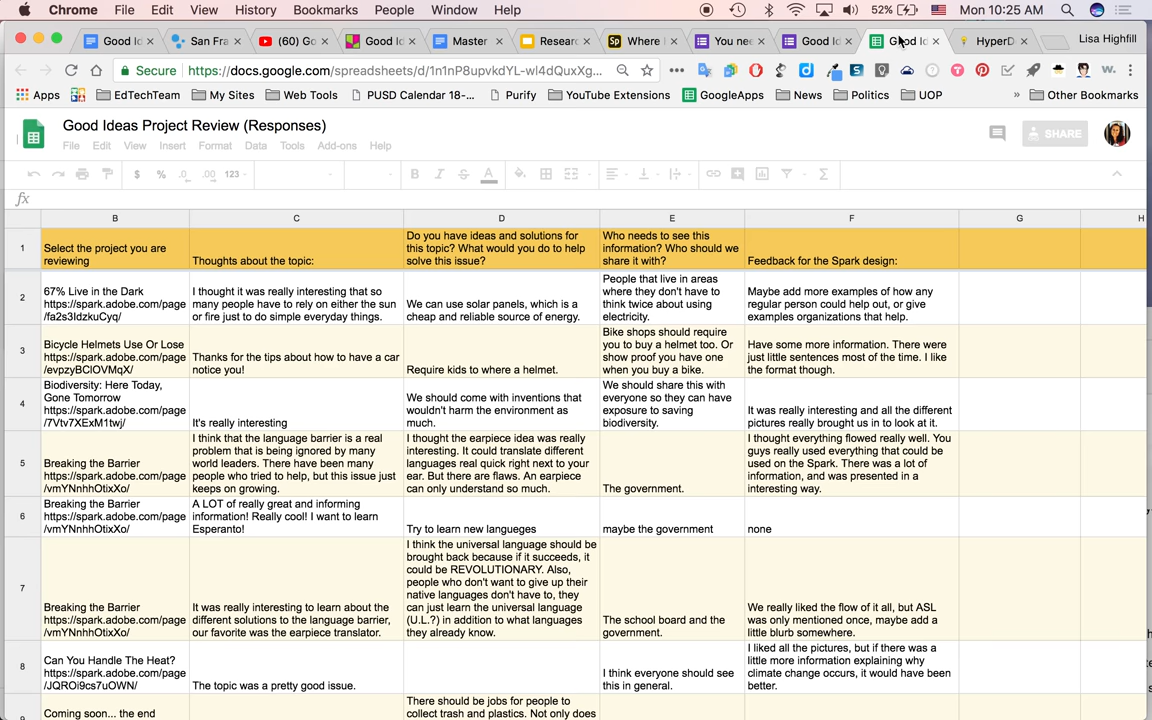 Chrome File Edit View History Bookmarks People Window Help 52% Mon 10:25 AM
Good Id San Fra (60) Go Good Id Master Researc Where You nee Good Id Good Id HyperD Lisa Highfill
Secure https://docs.google.com/spreadsheets/d/1n1nP8upvkdYL-wl4dQuxXg...
Apps EdTechTeam My Sites Web Tools PUSD Calendar 18-... Purify YouTube Extensions GoogleApps News Politics UOP » Other Bookmarks
Good Ideas Project Review (Responses)
SHARE
File Edit View Insert Format Data Tools Add-ons Help
$ % .0 .00 123 B I S A
fx
B C D E F G H
1
Select the project you are
reviewing
Thoughts about the topic:
Do you have ideas and solutions for
this topic? What would you do to help
solve this issue?
Who needs to see this
information? Who should we
share it with?
Feedback for the Spark design:
2
67% Live in the Dark
https://spark.adobe.com/page
/fa2s3IdzkuCyq/
I thought it was really interesting that so
many people have to rely on either the sun
or fire just to do simple everyday things.
We can use solar panels, which is a
cheap and reliable source of energy.
People that live in areas
where they don't have to
think twice about using
electricity.
Maybe add more examples of how any
regular person could help out, or give
examples organizations that help.
3
Bicycle Helmets Use Or Lose
https://spark.adobe.com/page
/evpzyBClOVMqX/
Thanks for the tips about how to have a car
notice you!
Require kids to where a helmet.
Bike shops should require
you to buy a helmet too. Or
show proof you have one
when you buy a bike.
Have some more information. There were
just little sentences most of the time. I like
the format though.
4
Biodiversity: Here Today,
Gone Tomorrow
https://spark.adobe.com/page
/7Vtv7XExM1twj/
It's really interesting
We should come with inventions that
wouldn't harm the environment as
much.
We should share this with
everyone so they can have
exposure to saving
biodiversity.
It was really interesting and all the different
pictures really brought us in to look at it.
5
Breaking the Barrier
https://spark.adobe.com/page
/vmYNnhhOtixXo/
I think that the language barrier is a real
problem that is being ignored by many
world leaders. There have been many
people who tried to help, but this issue just
keeps on growing.
I thought the earpiece idea was really
interesting. It could translate different
languages real quick right next to your
ear. But there are flaws. An earpiece
can only understand so much.
The government.
I thought everything flowed really well. You
guys really used everything that could be
used on the Spark. There was a lot of
information, and was presented in a
interesting way.
6
Breaking the Barrier
https://spark.adobe.com/page
/vmYNnhhOtixXo/
A LOT of really great and informing
information! Really cool! I want to learn
Esperanto!
Try to learn new langueges
maybe the government
none
7
Breaking the Barrier
https://spark.adobe.com/page
/vmYNnhhOtixXo/
It was really interesting to learn about the
different solutions to the language barrier,
our favorite was the earpiece translator.
I think the universal language should be
brought back because if it succeeds, it
could be REVOLUTIONARY. Also,
people who don't want to give up their
native languages don't have to, they
can just learn the universal language
(U.L.?) in addition to what languages
they already know.
The school board and the
government.
We really liked the flow of it all, but ASL
was only mentioned once, maybe add a
little blurb somewhere.
8
Can You Handle The Heat?
https://spark.adobe.com/page
/JQROi9cs7uOWN/
The topic was a pretty good issue.
I think everyone should see
this in general.
I liked all the pictures, but if there was a
little more information explaining why
climate change occurs, it would have been
better.
9
Coming soon... the end
There should be jobs for people to
collect trash and plastics. Not only does